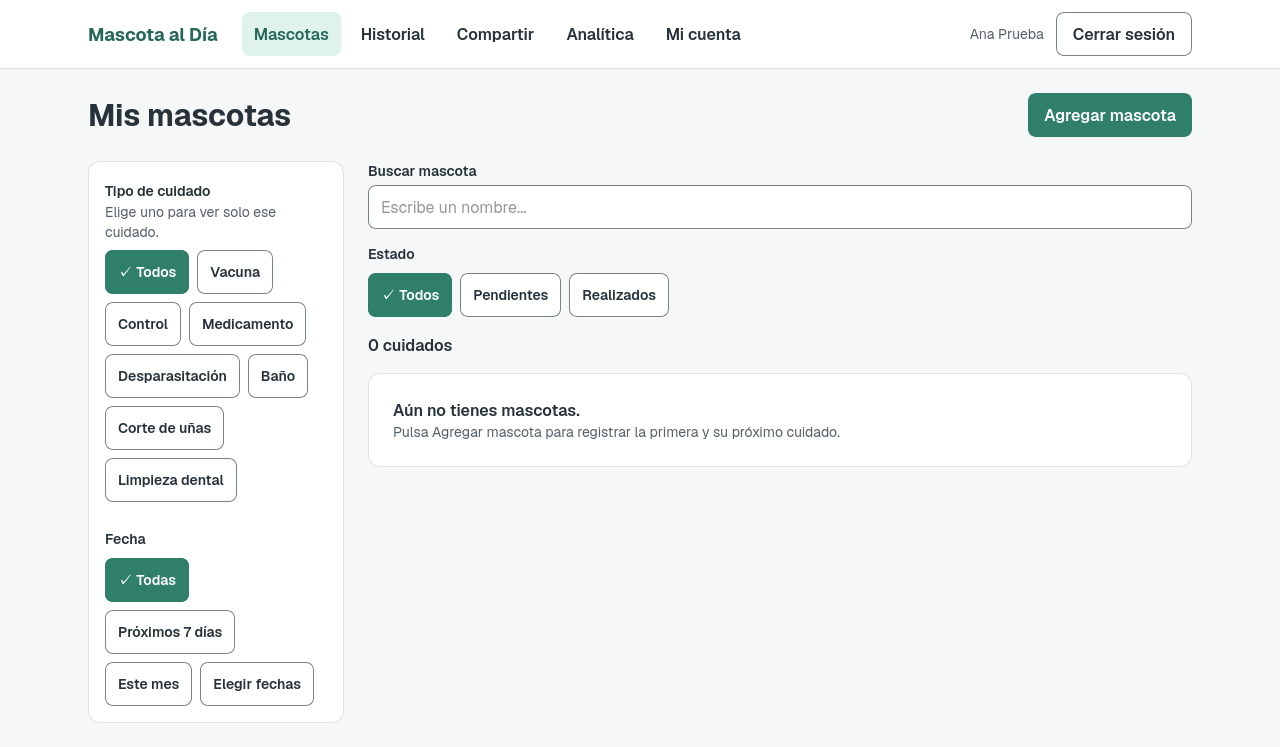 Mascota al Día
Mascotas
Historial
Compartir
Analítica
Mi cuenta
Ana Prueba
Cerrar sesión
Mis mascotas
Agregar mascota
Tipo de cuidado
Elige uno para ver solo ese
cuidado.
✓ Todos
Vacuna
Control
Medicamento
Desparasitación
Baño
Corte de uñas
Limpieza dental
Fecha
✓ Todas
Próximos 7 días
Este mes
Elegir fechas
Buscar mascota
Escribe un nombre...
Estado
✓ Todos
Pendientes
Realizados
0 cuidados
Aún no tienes mascotas.
Pulsa Agregar mascota para registrar la primera y su próximo cuidado.